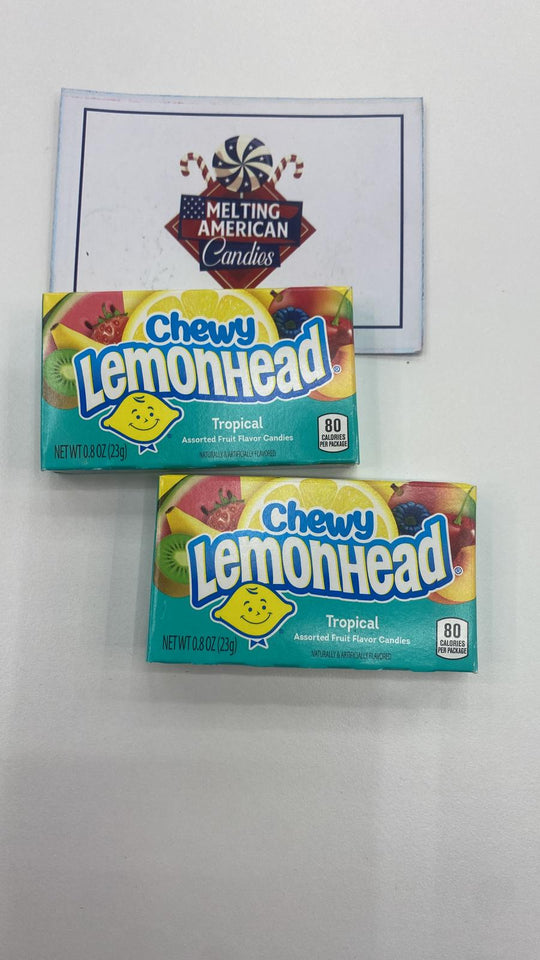 MELTING
AMERICAN
Candies
Chewy
Lemonhead®
Tropical
Assorted Fruit Flavor Candies
NATURALLY & ARTIFICIALLY FLAVORED
NET WT 0.8 OZ (23g)
80
CALORIES
PER PACKAGE
Chewy
Lemonhead®
Tropical
Assorted Fruit Flavor Candies
NATURALLY & ARTIFICIALLY FLAVORED
NET WT 0.8 OZ (23g)
80
CALORIES
PER PACKAGE